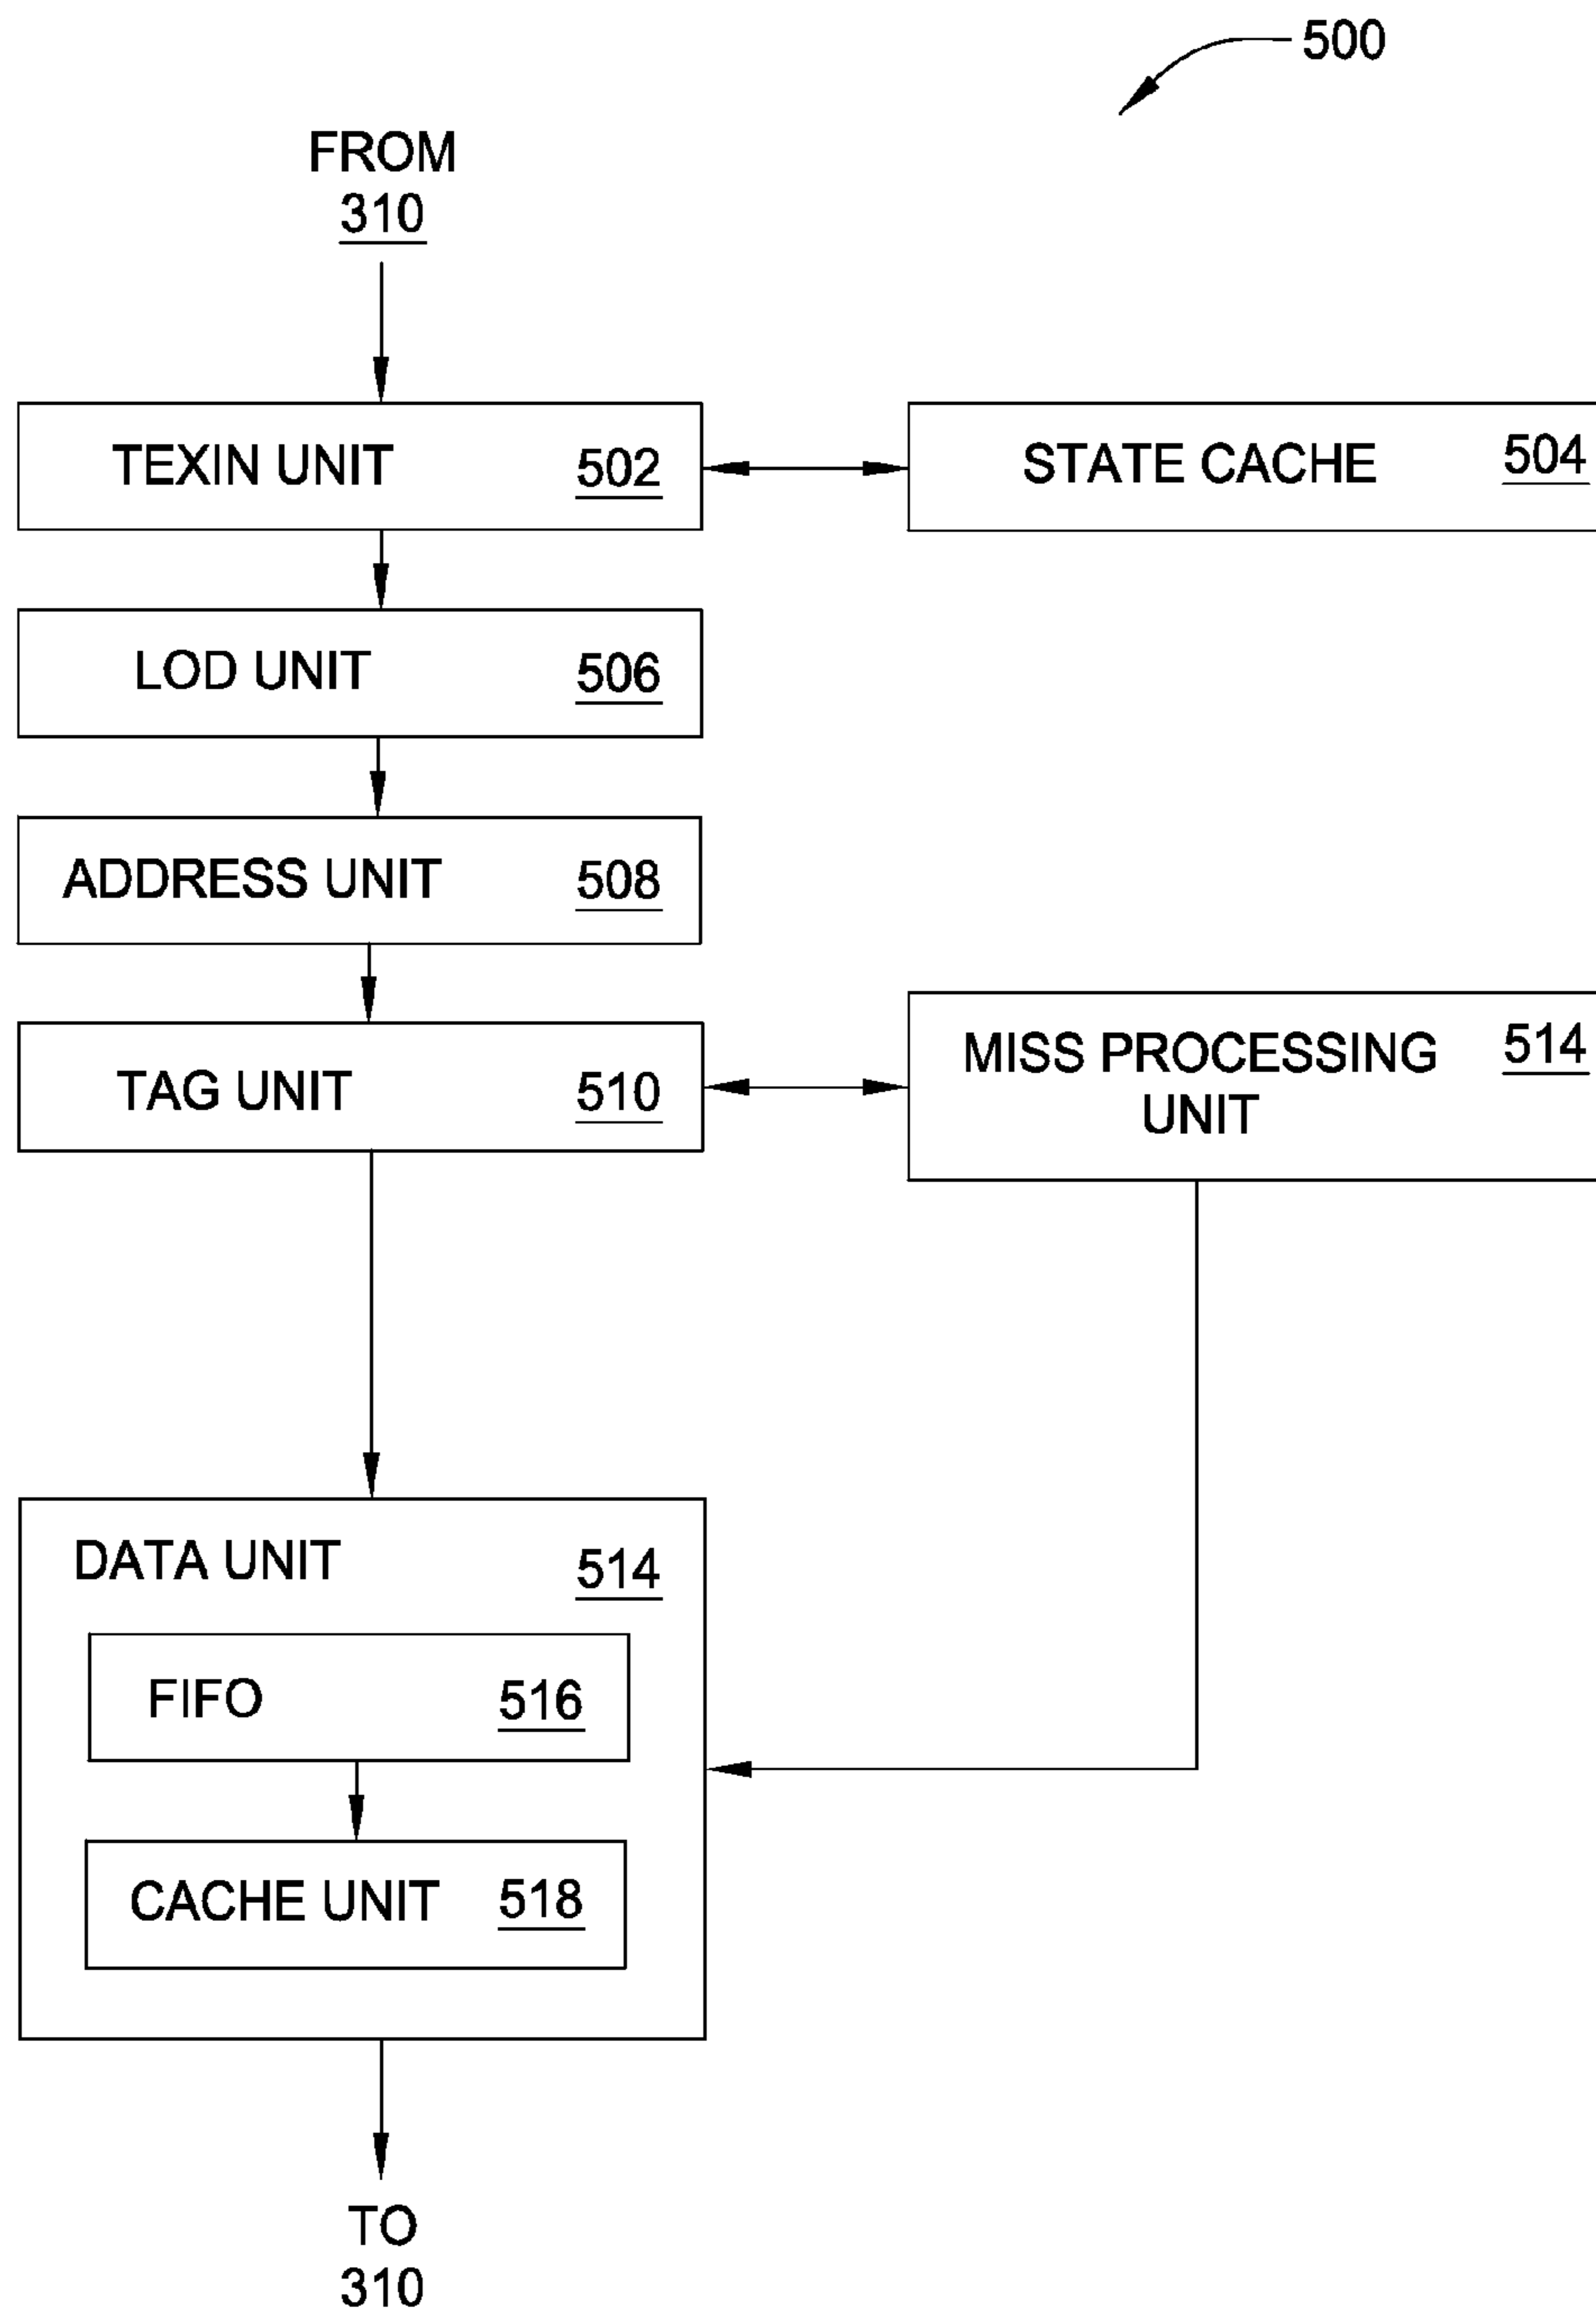 500
FROM
310
TEXIN UNIT 502
STATE CACHE 504
LOD UNIT 506
ADDRESS UNIT 508
TAG UNIT 510
MISS PROCESSING 514
UNIT
DATA UNIT 514
FIFO 516
CACHE UNIT 518
TO
310